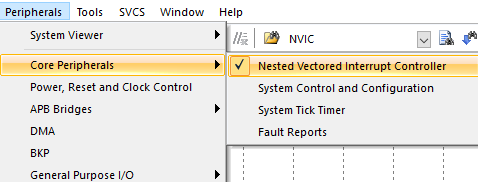 Peripherals Tools SVCS Window Help
System Viewer
NVIC
Core Peripherals
Nested Vectored Interrupt Controller
Power, Reset and Clock Control
System Control and Configuration
APB Bridges
System Tick Timer
DMA
Fault Reports
BKP
General Purpose I/O